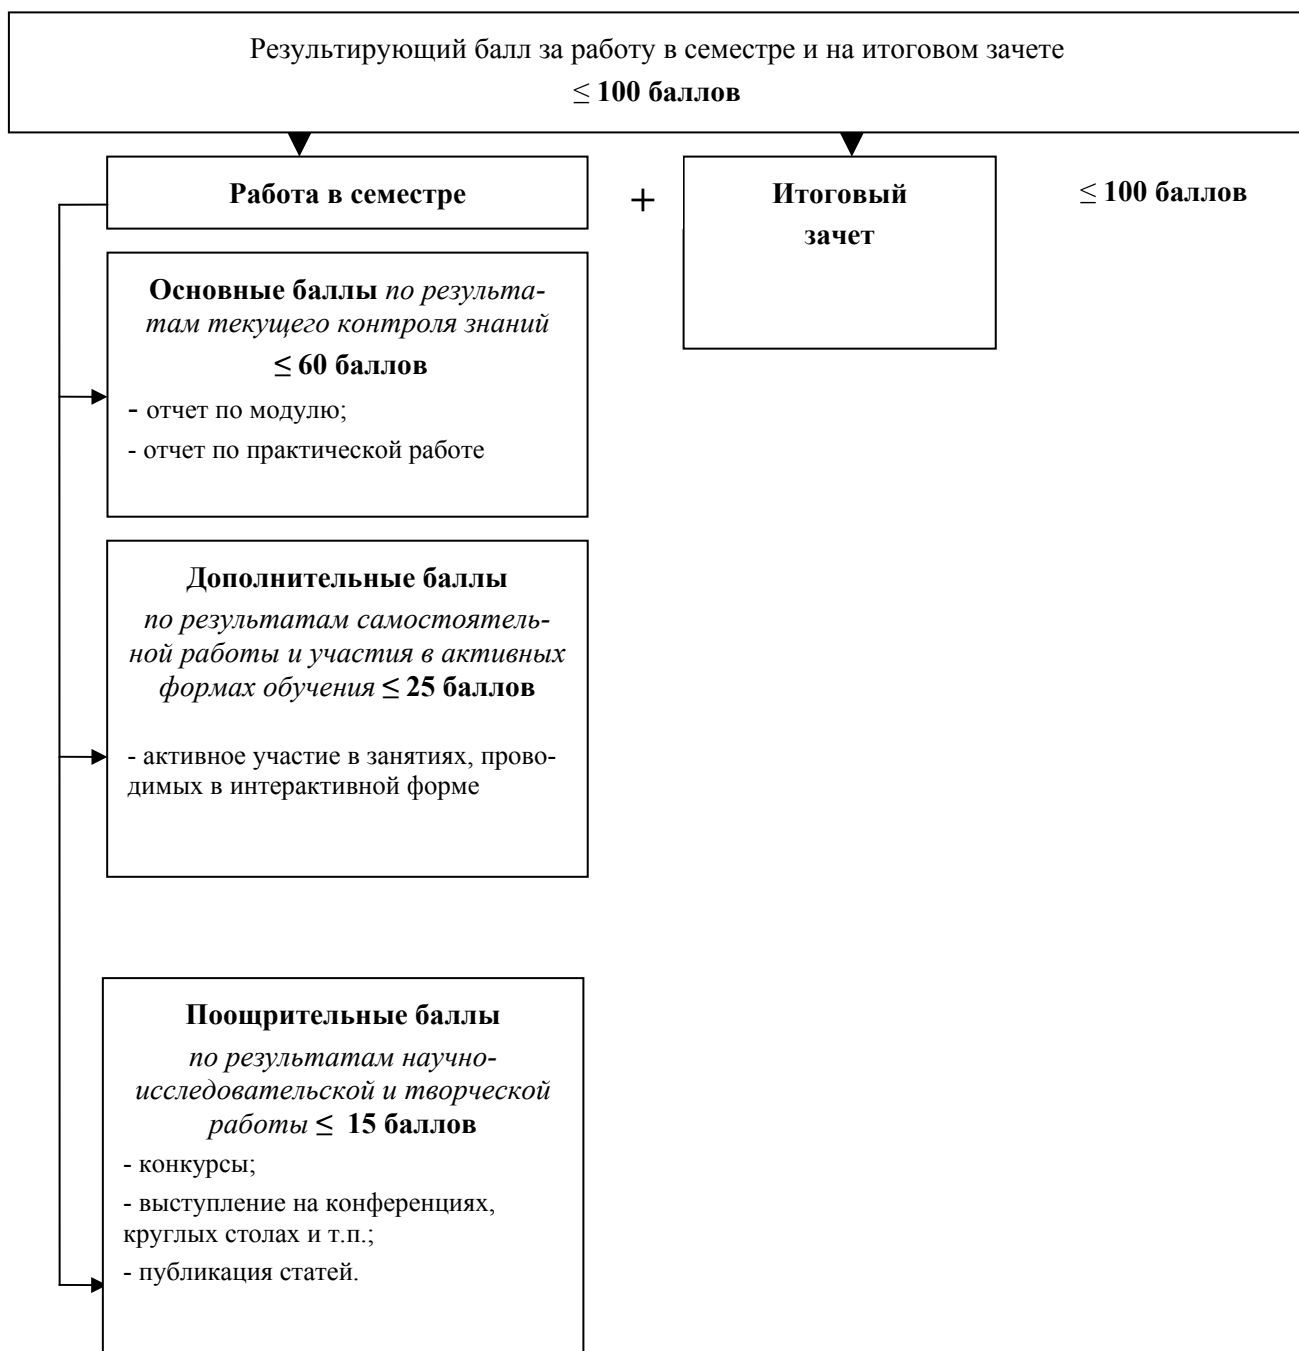 Результирующий балл за работу в семестре и на итоговом зачете
≤ 100 баллов
Работа в семестре
+
Итоговый
зачет
≤ 100 баллов
Основные баллы по результа-
там текущего контроля знаний
≤ 60 баллов
- отчет по модулю;
- отчет по практической работе
Дополнительные баллы
по результатам самостоятель-
ной работы и участия в активных
формах обучения ≤ 25 баллов
- активное участие в занятиях, прово-
димых в интерактивной форме
Поощрительные баллы
по результатам научно-
исследовательской и творческой
работы ≤ 15 баллов
- конкурсы;
- выступление на конференциях,
круглых столах и т.п.;
- публикация статей.